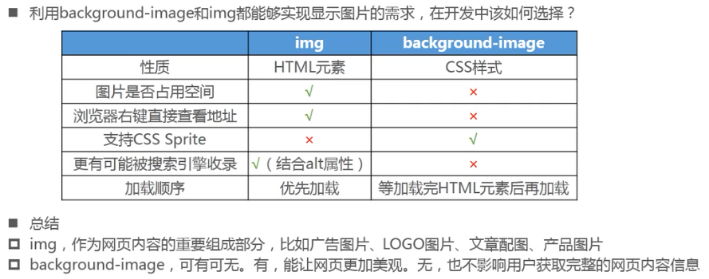 ■ 利用background-image和img都能够实现显示图片的需求，在开发中该如何选择？
img background-image
性质 HTML元素 CSS样式
图片是否占用空间 √ ×
浏览器右键直接查看地址 √ ×
支持CSS Sprite × √
更有可能被搜索引擎收录 √（结合alt属性） ×
加载顺序 优先加载 等加载完HTML元素后再加载
■ 总结
□ img，作为网页内容的重要组成部分，比如广告图片、LOGO图片、文章配图、产品图片
□ background-image，可有可无。有，能让网页更加美观。无，也不影响用户获取完整的网页内容信息